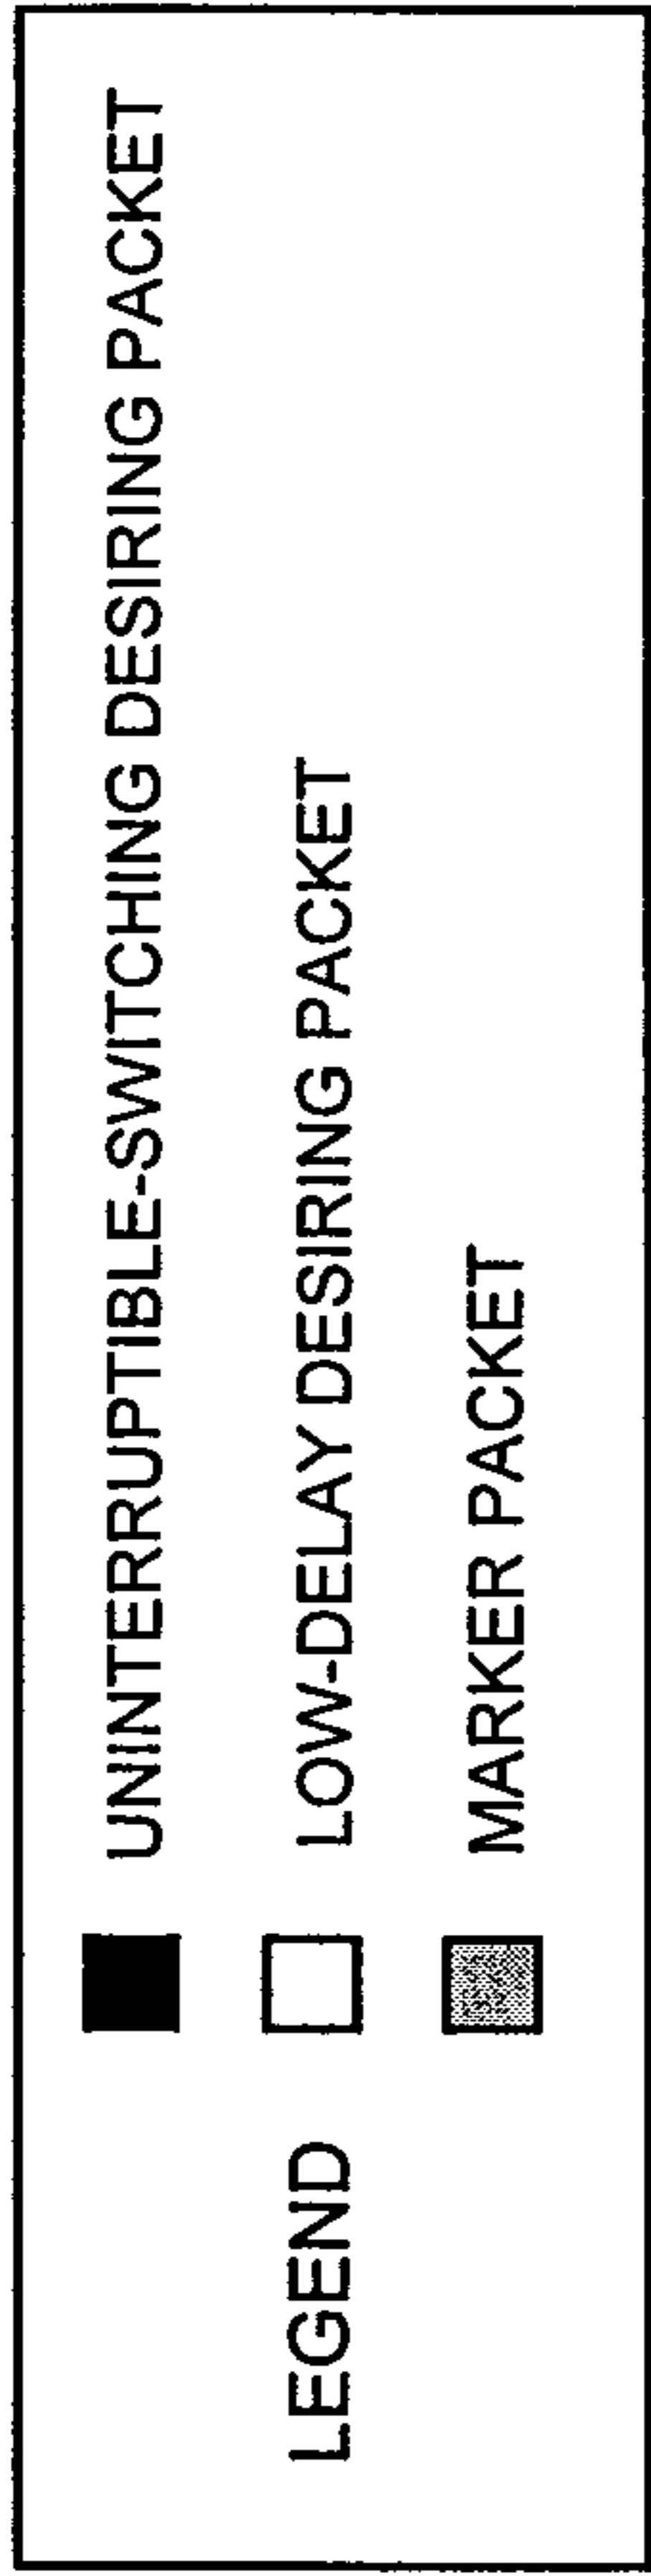 LEGEND
UNINTERRUPTIBLE-SWITCHING DESIRING PACKET
LOW-DELAY DESIRING PACKET
MARKER PACKET